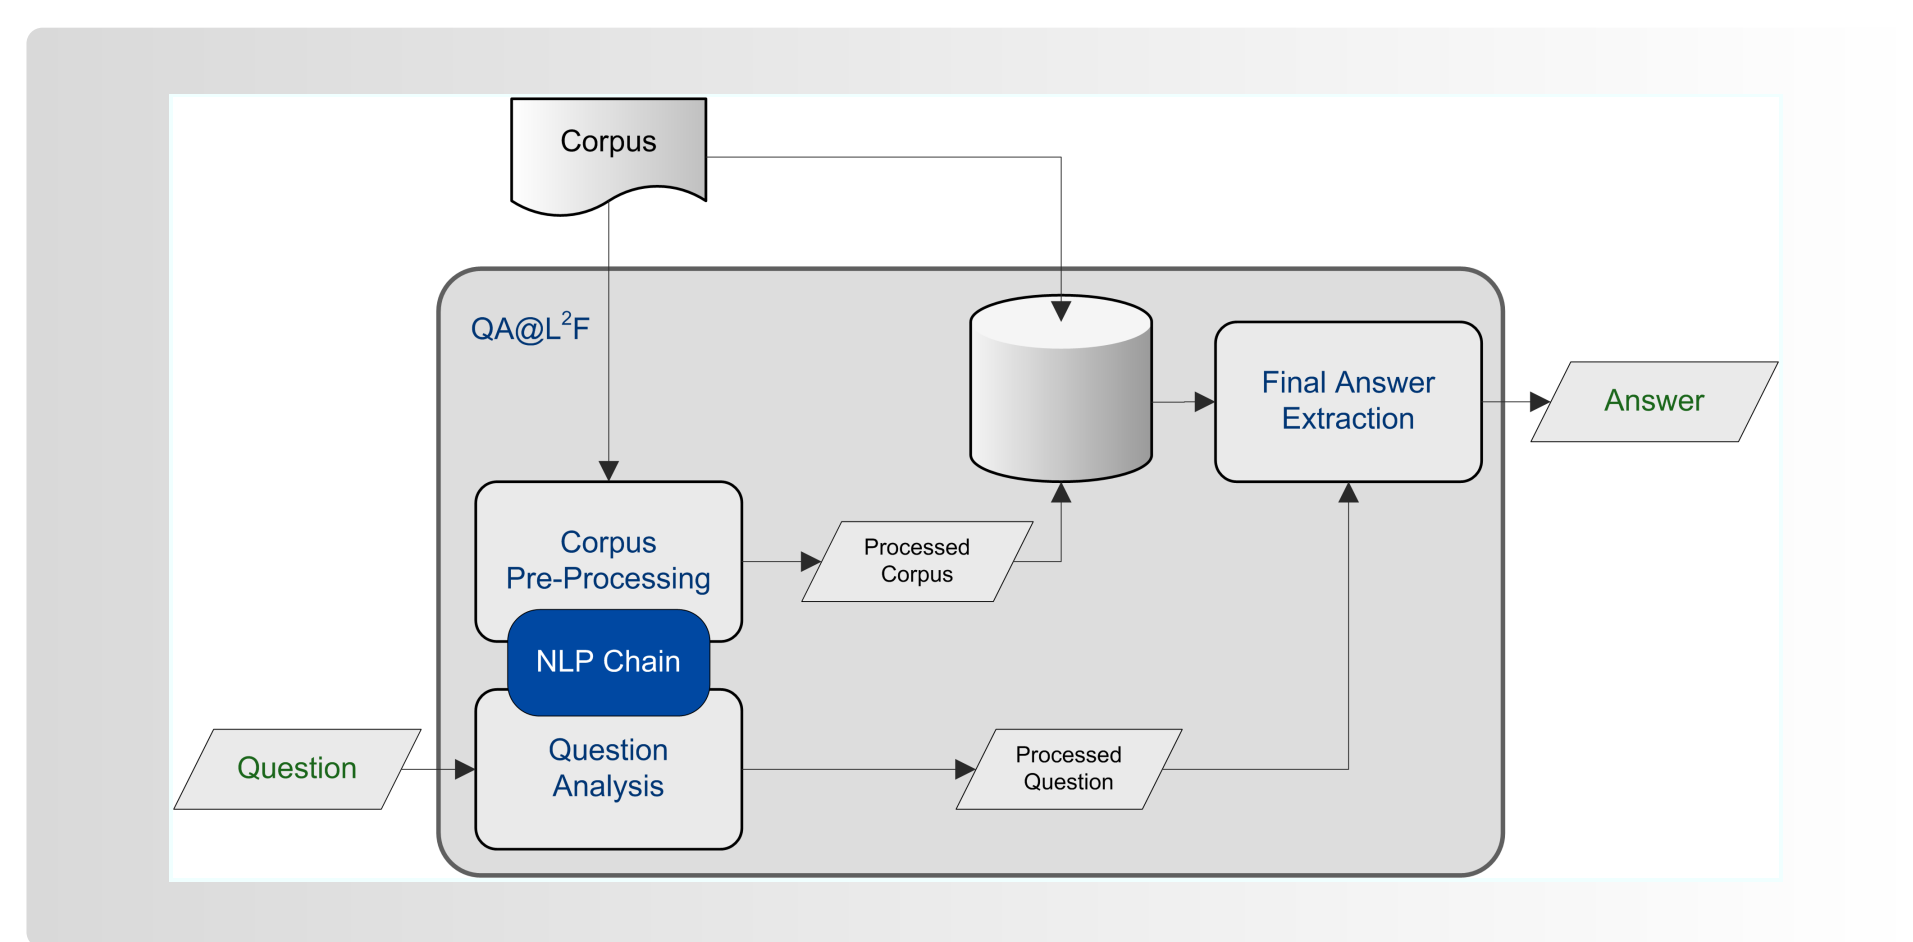 Corpus
QA@L²F
Final Answer
Extraction
Answer
Corpus
Pre-Processing
Processed
Corpus
NLP Chain
Question
Question
Analysis
Processed
Question